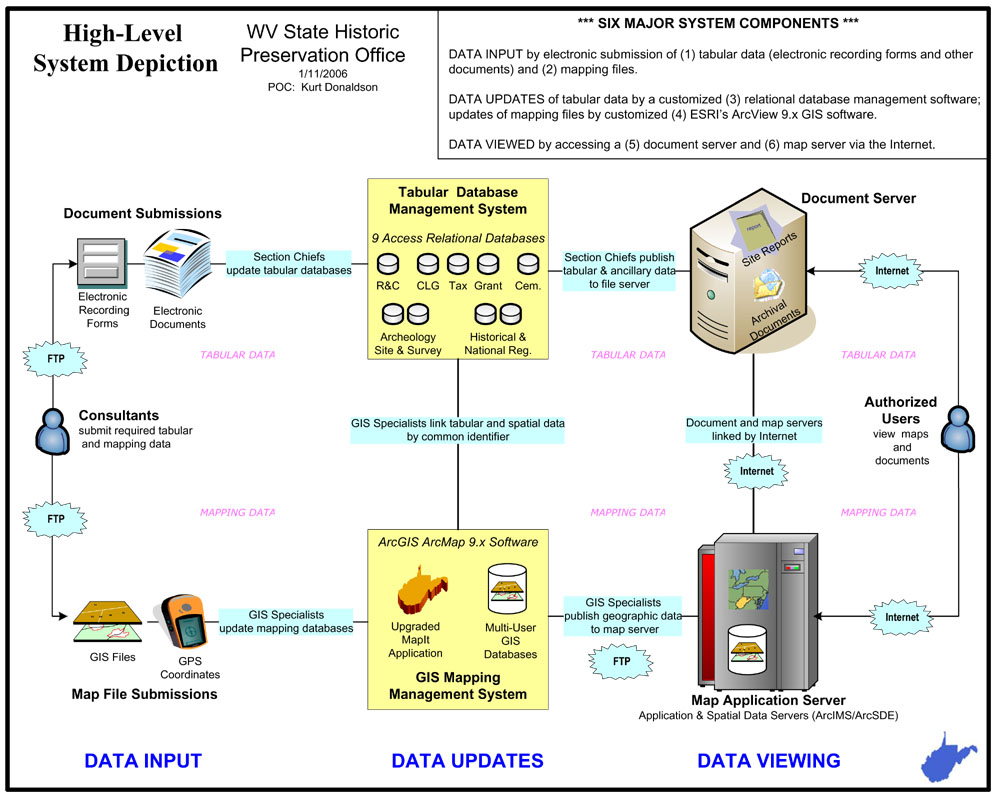 High-Level
System Depiction
WV State Historic
Preservation Office
1/11/2006
POC: Kurt Donaldson
*** SIX MAJOR SYSTEM COMPONENTS ***
DATA INPUT by electronic submission of (1) tabular data (electronic recording forms and other
documents) and (2) mapping files.
DATA UPDATES of tabular data by a customized (3) relational database management software;
updates of mapping files by customized (4) ESRI's ArcView 9.x GIS software.
DATA VIEWED by accessing a (5) document server and (6) map server via the Internet.
Document Submissions
Electronic
Recording
Forms
Electronic
Documents
Section Chiefs
update tabular databases
Tabular Database
Management System
9 Access Relational Databases
R&C
CLG
Tax
Grant
Cem.
Archeology
Site & Survey
Historical &
National Reg.
Section Chiefs publish
tabular & ancillary data
to file server
Document Server
report
Site Reports
Archival
Documents
Internet
FTP
TABULAR DATA
TABULAR DATA
TABULAR DATA
Consultants
submit required tabular
and mapping data
GIS Specialists link tabular and spatial data
by common identifier
Document and map servers
linked by Internet
Internet
Authorized
Users
view maps
and
documents
FTP
MAPPING DATA
MAPPING DATA
MAPPING DATA
GIS Files
GPS
Coordinates
Map File Submissions
GIS Specialists
update mapping databases
ArcGIS ArcMap 9.x Software
Upgraded
MapIt
Application
Multi-User
GIS
Databases
GIS Mapping
Management System
GIS Specialists
publish geographic data
to map server
FTP
Internet
Map Application Server
Application & Spatial Data Servers (ArcIMS/ArcSDE)
DATA INPUT
DATA UPDATES
DATA VIEWING